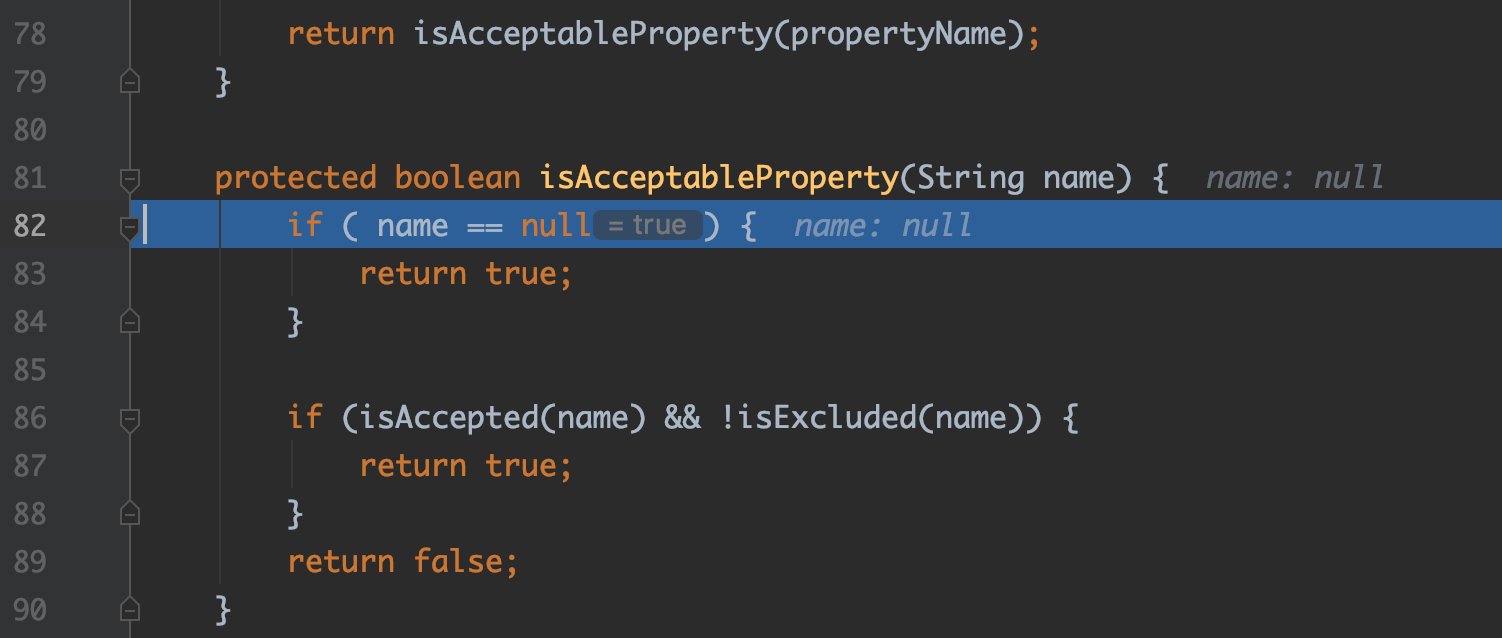 78 return isAcceptableProperty(propertyName);
79 }
80
81 protected boolean isAcceptableProperty(String name) { name: null
82 if ( name == null = true ) { name: null
83 return true;
84 }
85
86 if (isAccepted(name) && !isExcluded(name)) {
87 return true;
88 }
89 return false;
90 }